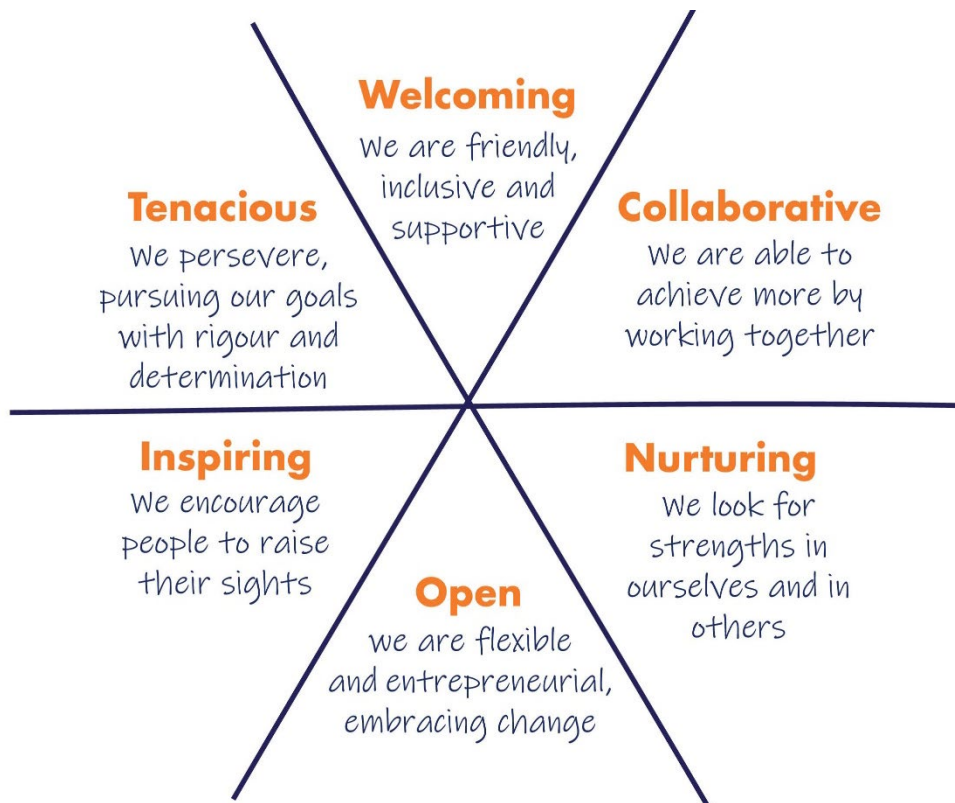 Welcoming
We are friendly,
inclusive and
supportive
Collaborative
We are able to
achieve more by
working together
Nurturing
We look for
strengths in
ourselves and in
others
Open
we are flexible
and entrepreneurial,
embracing change
Inspiring
We encourage
people to raise
their sights
Tenacious
We persevere,
pursuing our goals
with rigour and
determination